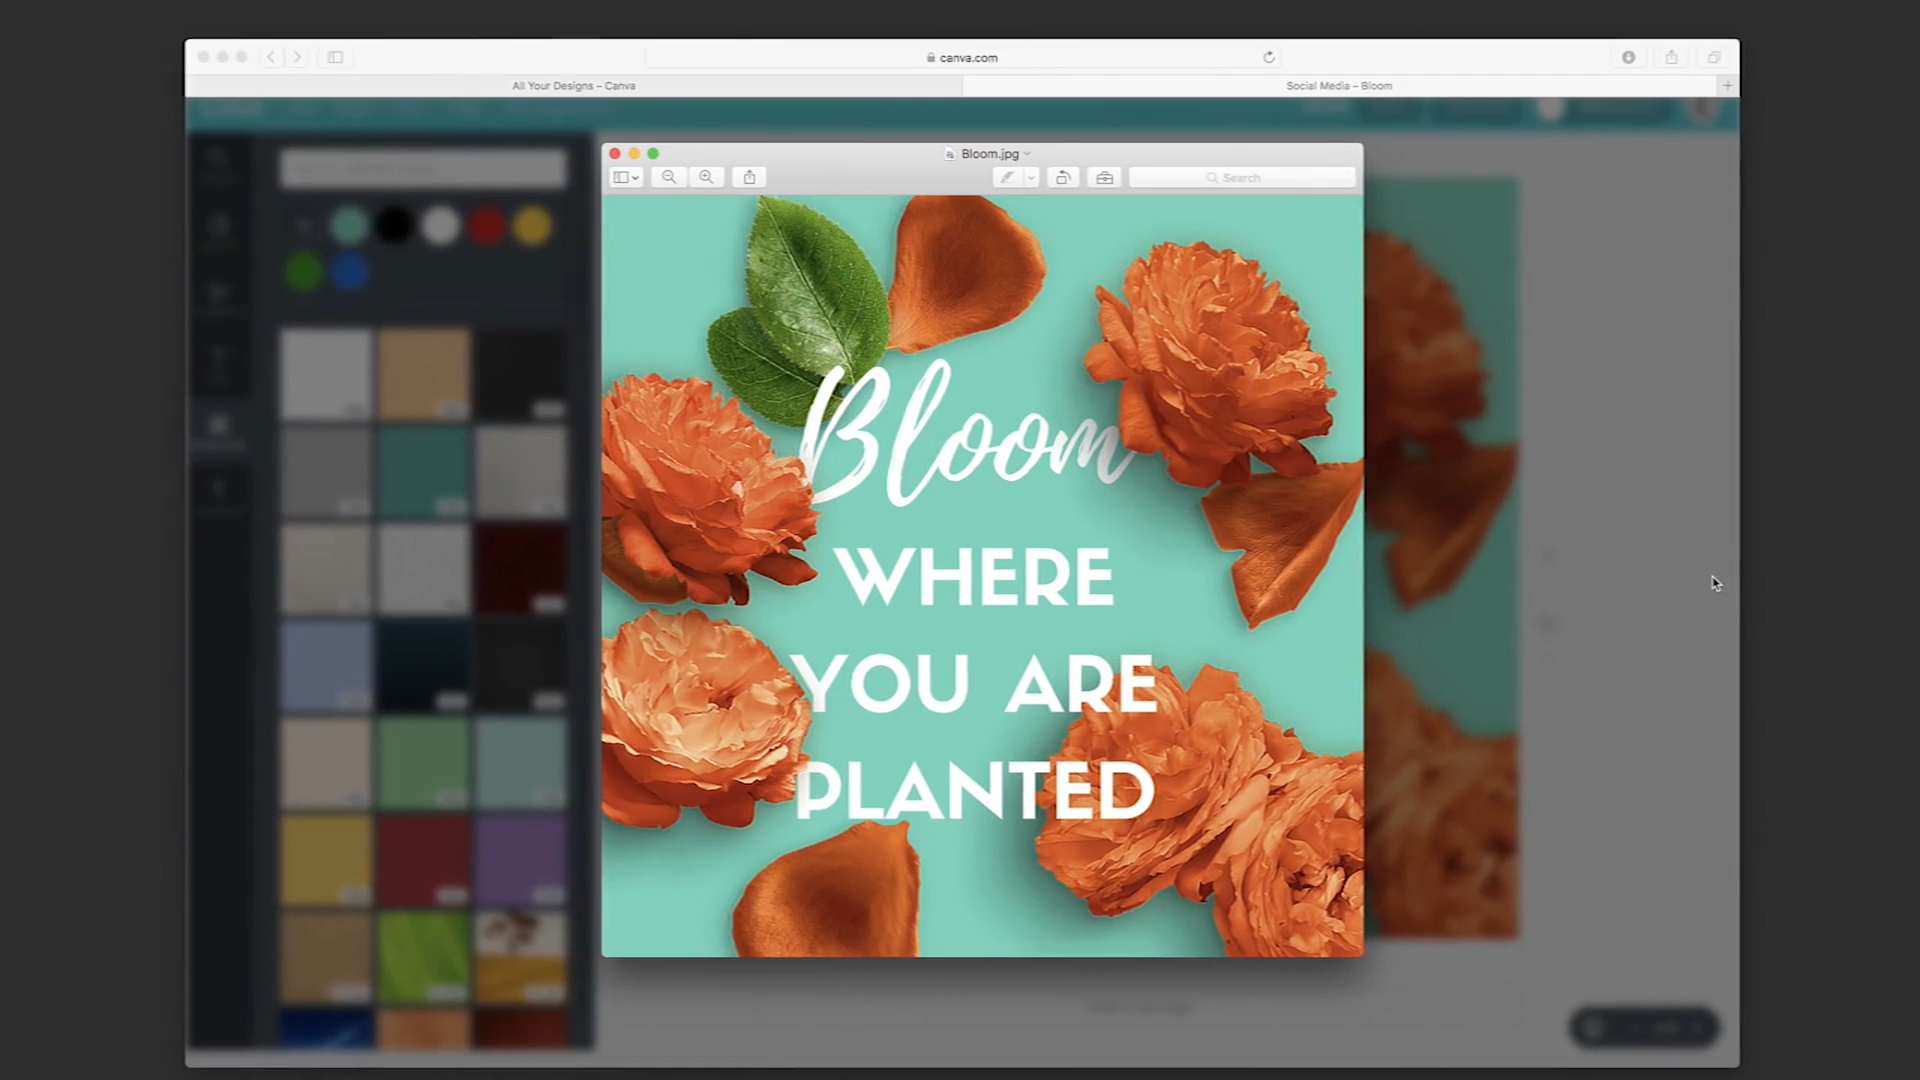 canva.com
All Your Designs – Canva
Social Media – Bloom
Bloom.jpg
Search
Bloom
WHERE
YOU ARE
PLANTED